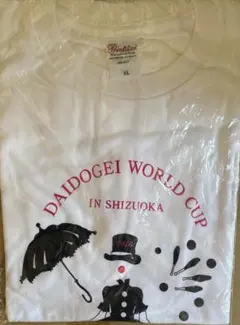 XL
DAIDOGEI WORLD CUP
IN SHIZUOKA